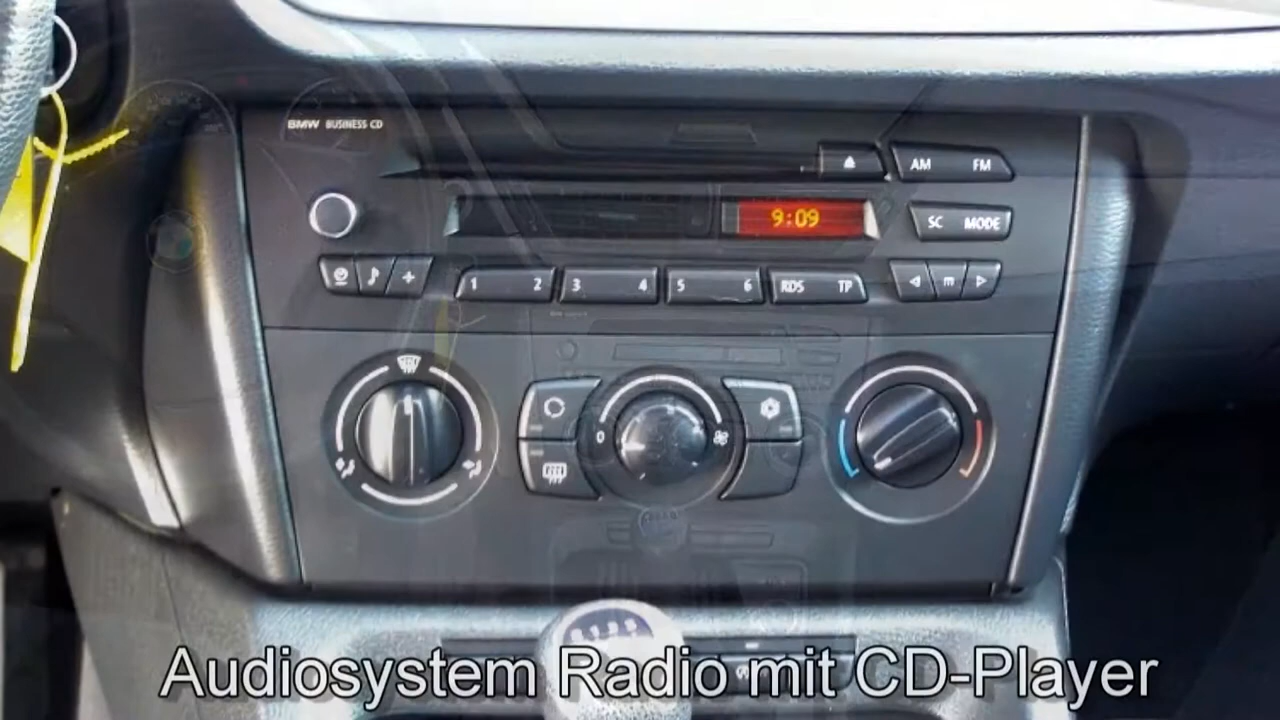 BMW BUSINESS CD
AM FM
9:09
SC MODE
1 2 3 4 5 6 RDS TP m
0
Audiosystem Radio mit CD-Player